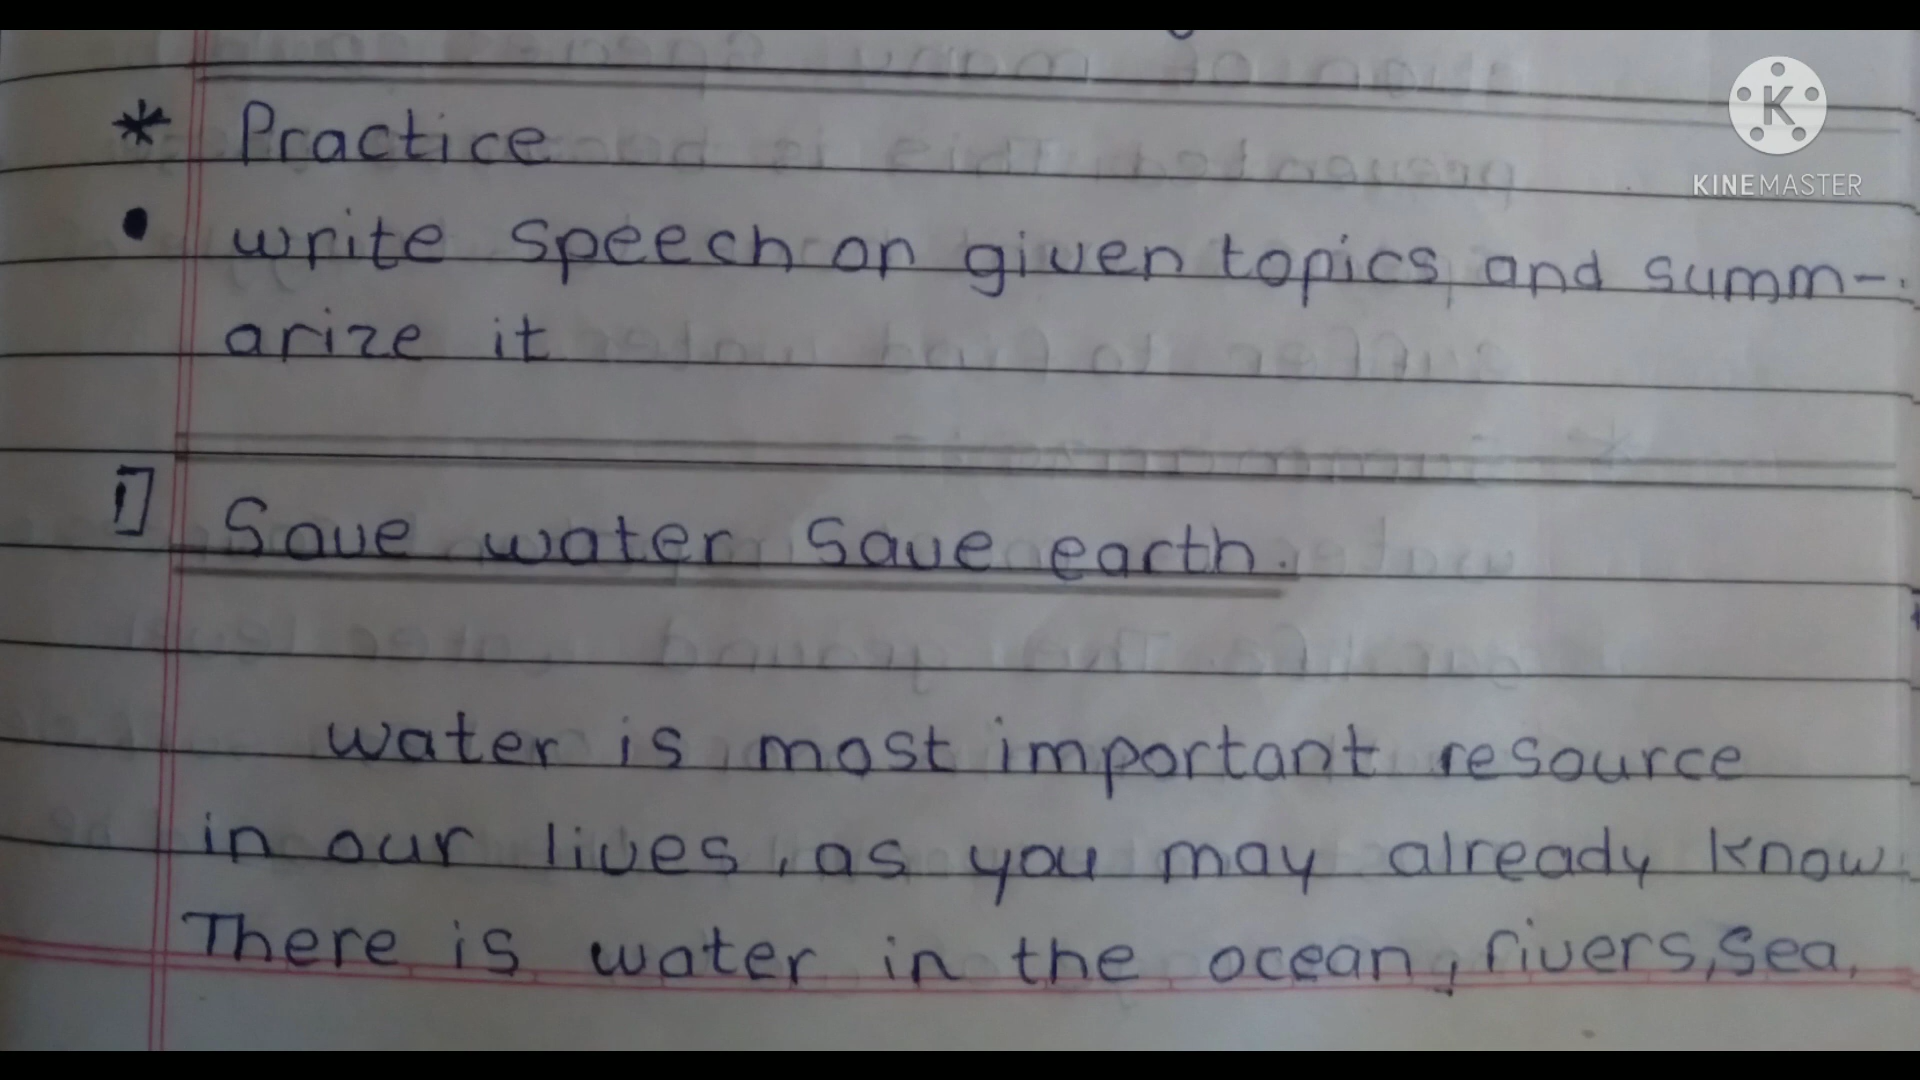 * Practice
• write speech on given topics and summ-
arize it
1] Save water save earth.
water is most important resource
in our lives, as you may already know.
There is water in the ocean, rivers, sea,
KINEMASTER